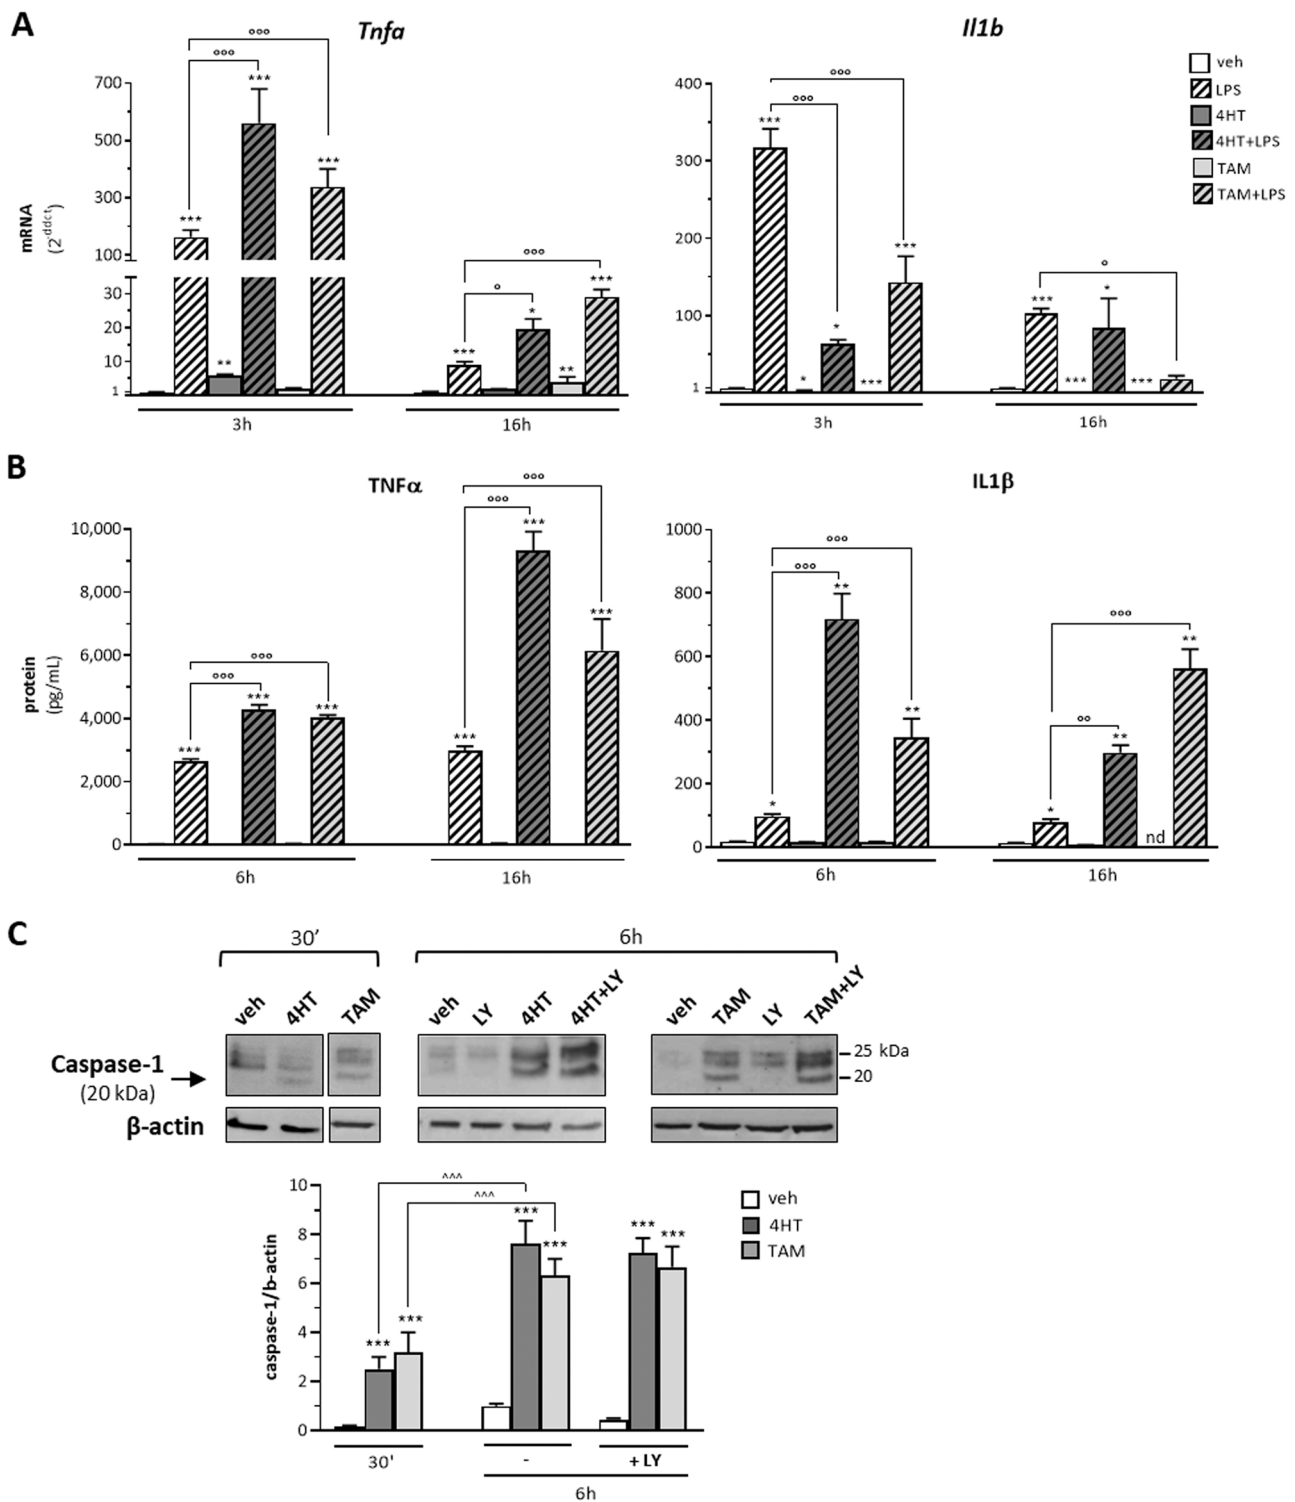 A
Tnfa
Il1b
veh
LPS
4HT
4HT+LPS
TAM
TAM+LPS
mRNA
(2-ddct)
700
500
300
100
30
20
10
1
°°°
°°°
***
***
***
**
°°°
°
***
*
**
***
3h
16h
400
300
200
100
1
°°°
°°°
***
*
*
***
***
°
***
***
*
***
3h
16h
B
TNFα
IL1β
protein
(pg/mL)
10,000
8,000
6,000
4,000
2,000
0
°°°
°°°
***
***
***
°°°
°°°
***
***
***
6h
16h
1000
800
600
400
200
0
°°°
°°°
*
**
**
°°°
°°
*
**
nd
**
6h
16h
C
30’
6h
veh
4HT
TAM
veh
LY
4HT
4HT+LY
veh
TAM
LY
TAM+LY
Caspase-1
(20 kDa)
25 kDa
20
β-actin
caspase-1/b-actin
10
8
6
4
2
0
^^^
^^^
***
***
***
***
***
***
veh
4HT
TAM
30'
-
+ LY
6h